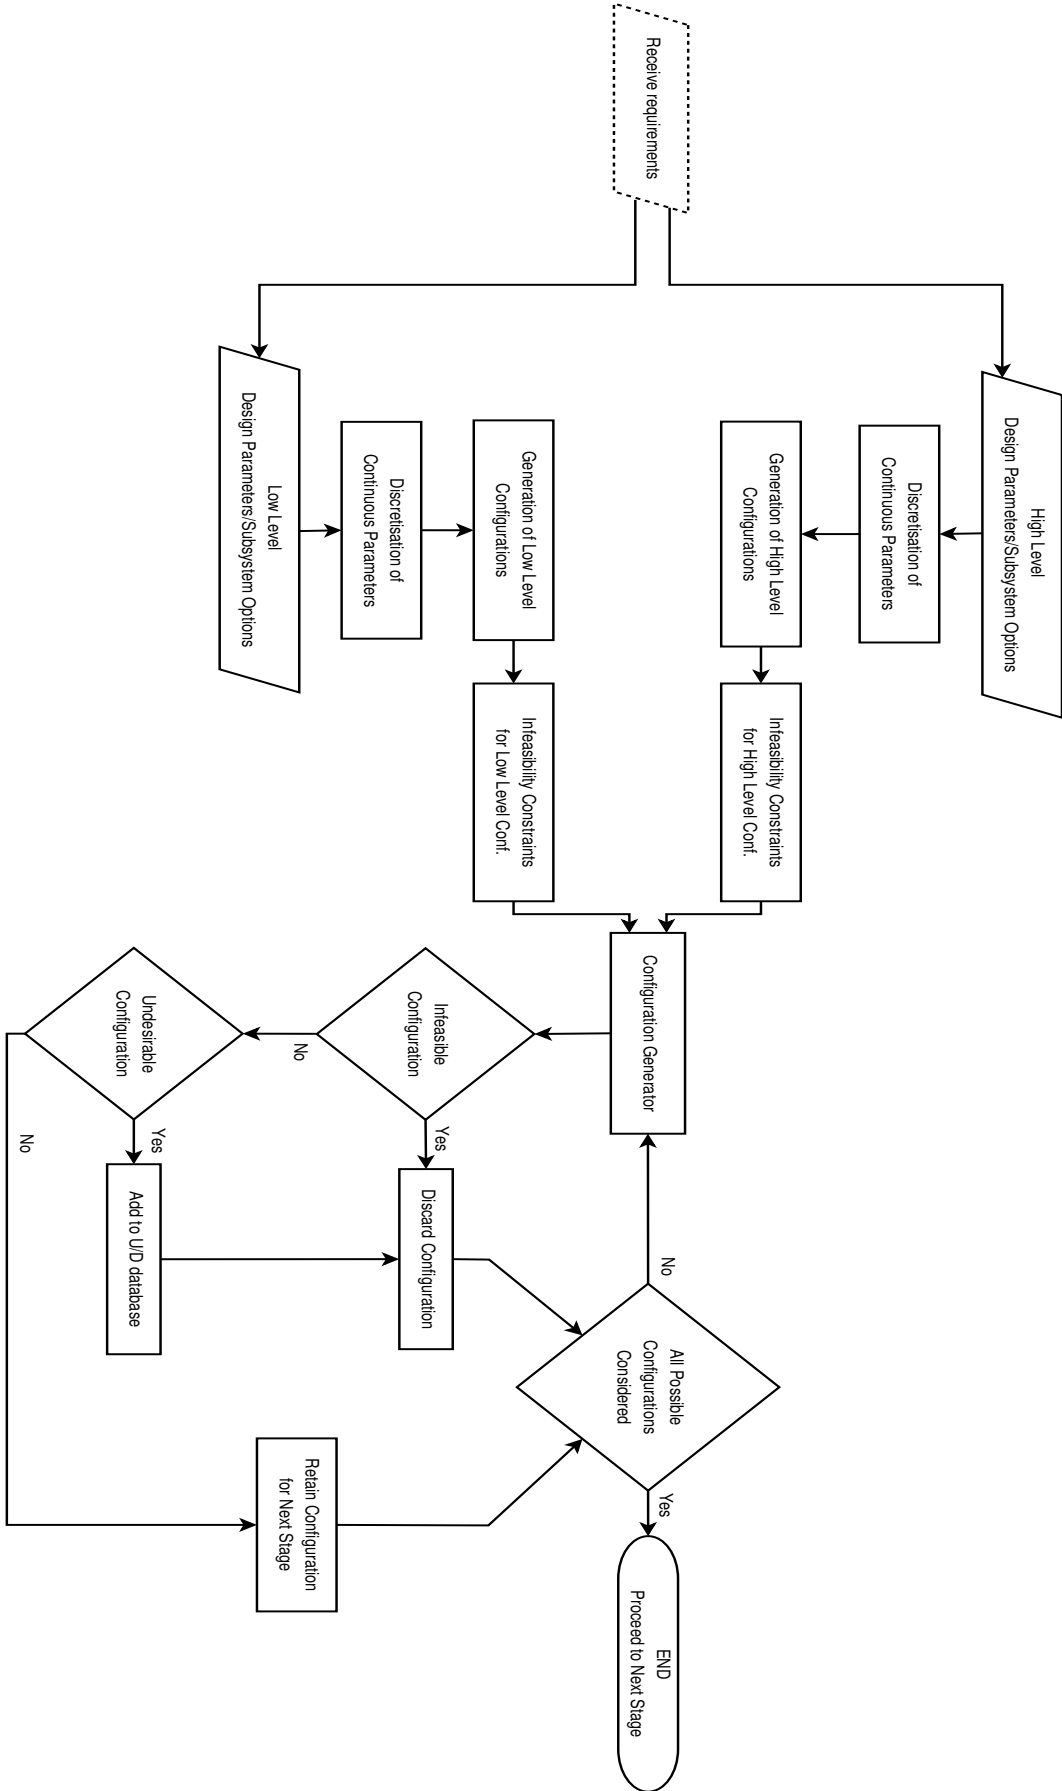 Receive requirements
High Level
Design Parameters/Subsystem Options
Discretisation of
Continuous Parameters
Generation of High Level
Configurations
Infeasibility Constraints
for High Level Conf.
Low Level
Design Parameters/Subsystem Options
Discretisation of
Continuous Parameters
Generation of Low Level
Configurations
Infeasibility Constraints
for Low Level Conf.
Configuration Generator
Infeasible
Configuration
Yes
No
Discard Configuration
Undesirable
Configuration
Yes
No
Add to U/D database
Retain Configuration
for Next Stage
All Possible
Configurations
Considered
No
Yes
END
Proceed to Next Stage